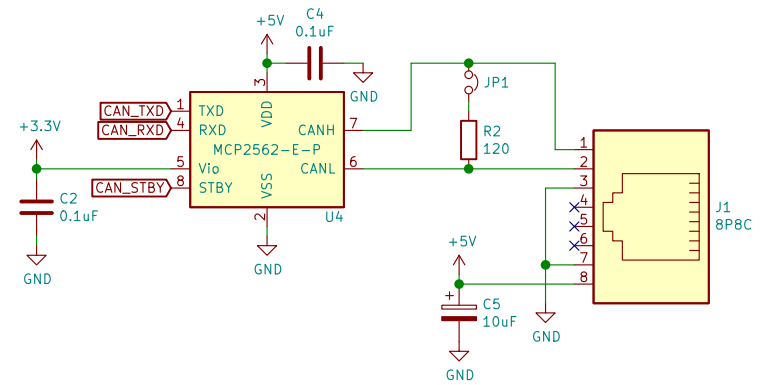 C4
+5V
0.1uF
JP1
3
GND
CAN_TXD
1
TXD
VDD
CAN_RXD
4
RXD
CANH
7
R2
+3.3V
MCP2562-E-P
120
1
5
Vio
CANL
6
2
CAN_STBY
8
STBY
VSS
3
C2
0.1uF
2
U4
4
J1
5
8P8C
+5V
6
GND
GND
7
8
+
C5
10uF
GND
GND